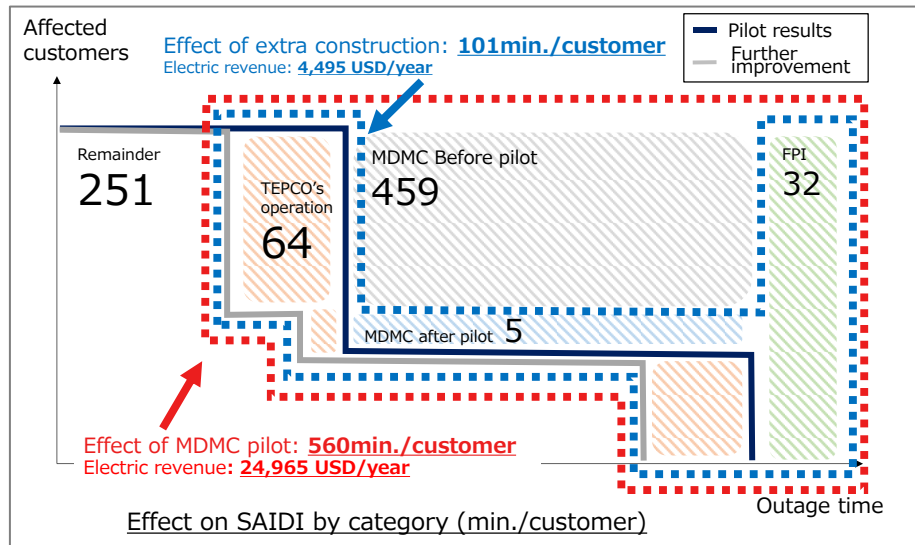 Affected
customers
Effect of extra construction: 101min./customer
Electric revenue: 4,495 USD/year
Pilot results
Further
improvement
Remainder
251
TEPCO's
operation
64
MDMC Before pilot
459
FPI
32
MDMC after pilot 5
Effect of MDMC pilot: 560min./customer
Electric revenue: 24,965 USD/year
Outage time
Effect on SAIDI by category (min./customer)